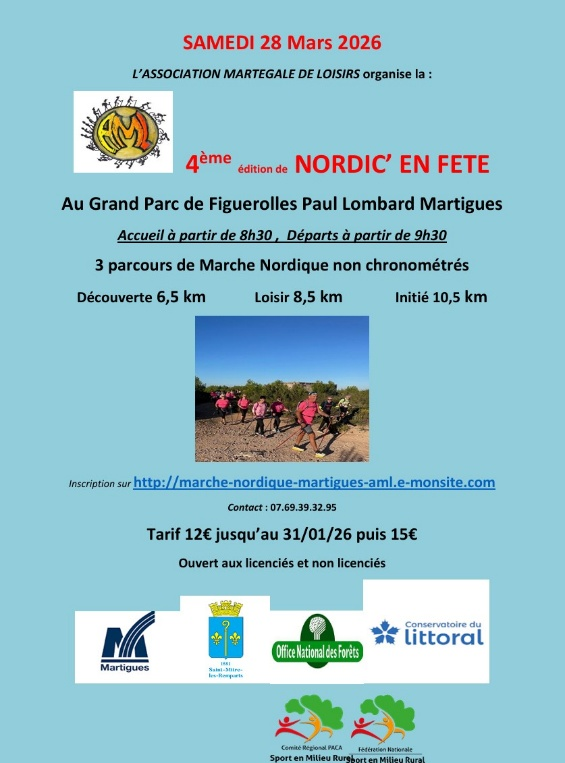 SAMEDI 28 Mars 2026
L'ASSOCIATION MARTEGALE DE LOISIRS organise la :
AML
4ème édition de NORDIC' EN FETE
Au Grand Parc de Figuerolles Paul Lombard Martigues
Accueil à partir de 8h30 , Départs à partir de 9h30
3 parcours de Marche Nordique non chronométrés
Découverte 6,5 km Loisir 8,5 km Initié 10,5 km
Inscription sur http://marche-nordique-martigues-aml.e-monsite.com
Contact : 07.69.39.32.95
Tarif 12€ jusqu'au 31/01/26 puis 15€
Ouvert aux licenciés et non licenciés
Martigues
1581
Saint-Mitre-
les-Remparts
Office National des Forêts
Conservatoire du
littoral
Comité Régional PACA
Sport en Milieu Rural
Fédération Nationale
Sport en Milieu Rural